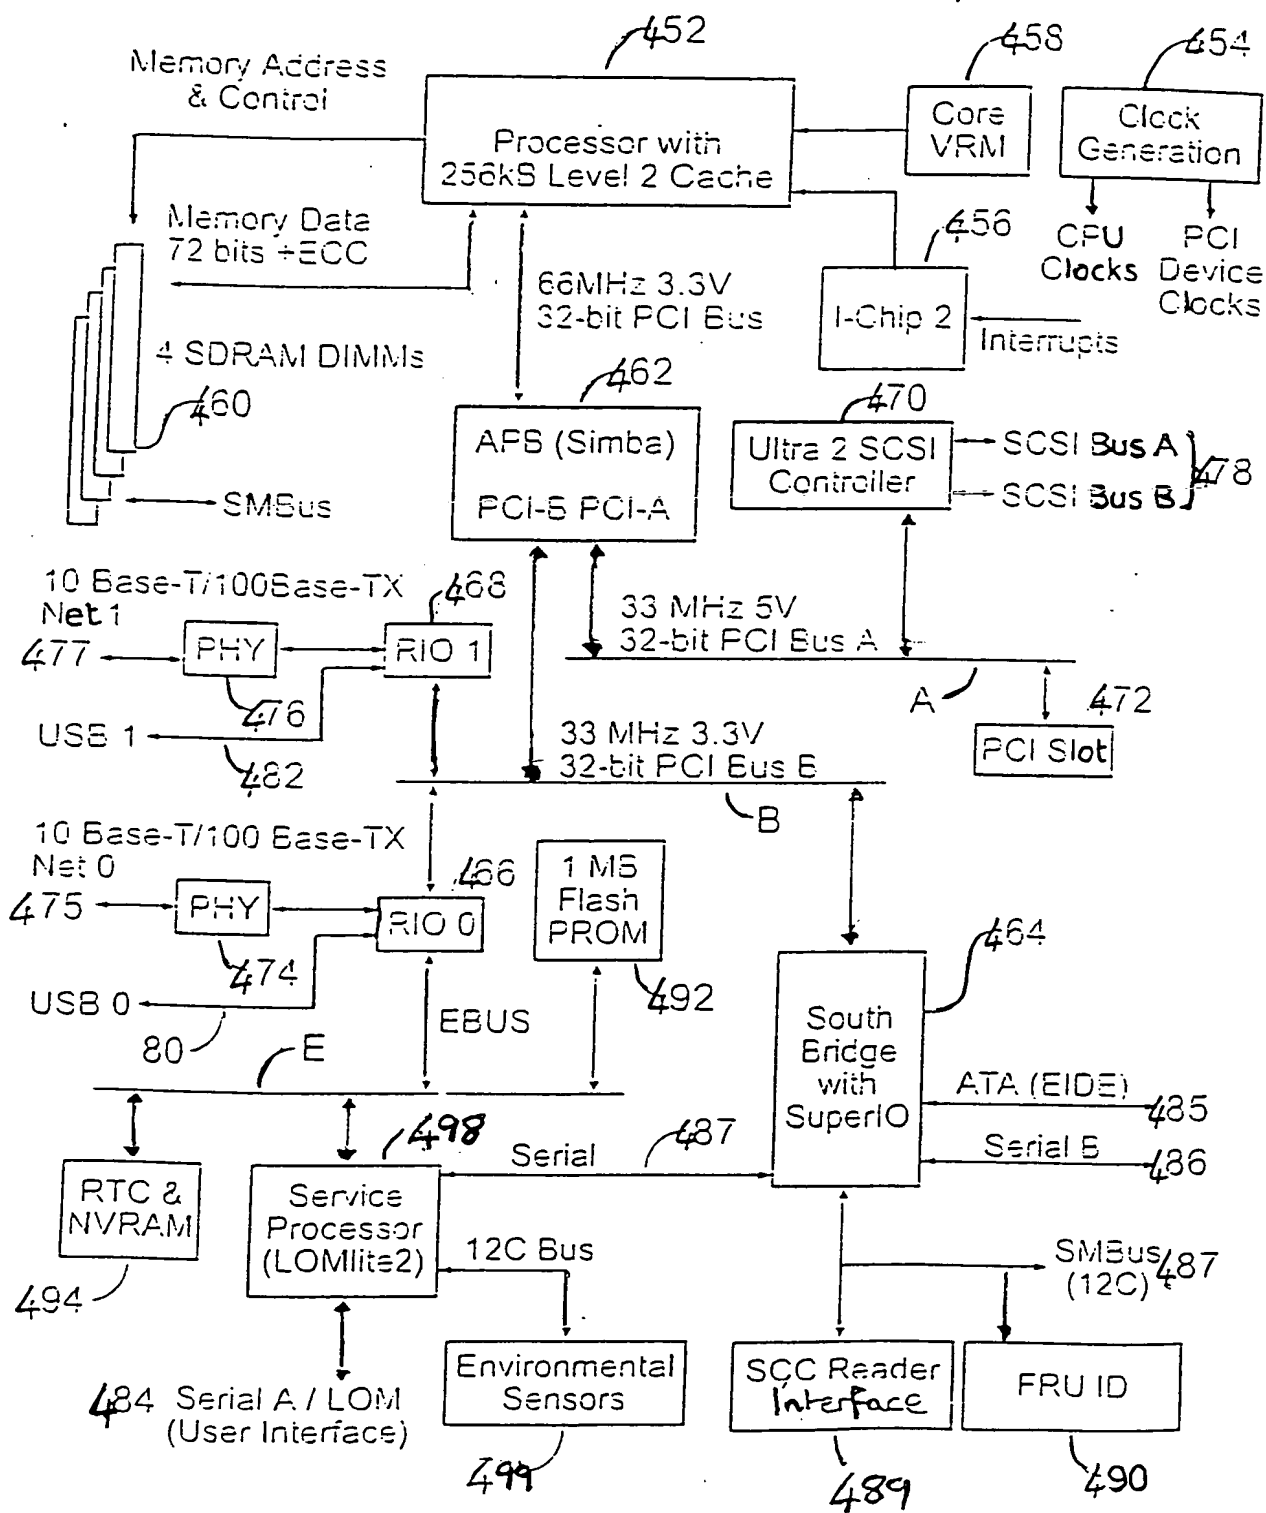 452
458
454
Memory Address
& Control
Processor with
256kB Level 2 Cache
Core
VRM
Clock
Generation
Memory Data
72 bits +ECC
456
CPU
Clocks
PCI
Device
Clocks
66MHz 3.3V
32-bit PCI Bus
I-Chip 2
Interrupts
4 SDRAM DIMMs
460
462
470
APB (Simba)
PCI-B PCI-A
Ultra 2 SCSI
Controller
SCSI Bus A
SCSI Bus B
478
SMBus
10 Base-T/100Base-TX
Net 1
468
477
PHY
RIO 1
33 MHz 5V
32-bit PCI Bus A
476
A
472
USB 1
482
33 MHz 3.3V
32-bit PCI Bus B
PCI Slot
B
10 Base-T/100 Base-TX
Net 0
466
475
PHY
RIO 0
1 MB
Flash
PROM
464
474
492
USB 0
80
EBUS
E
South
Bridge
with
SuperIO
ATA (EIDE)
485
498
487
Serial
Serial B
486
RTC &
NVRAM
Service
Processor
(LOMlite2)
12C Bus
494
SMBus
(12C)
487
484 Serial A / LOM
(User Interface)
Environmental
Sensors
SCC Reader
Interface
FRU ID
499
489
490